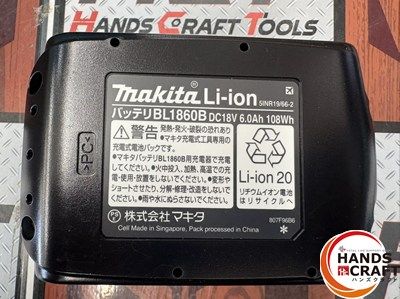 HANDS CRAFT TOOLS
makita Li-ion 5INR19/66-2
バッテリBL1860B DC18V 6.0Ah 108Wh
警告 発熱・発火・破裂の恐れあり
●マキタ充電式工具専用の
充電式電池パックです。
●マキタバッテリBL1860B用充電器で充電
してください。●火中投入、加熱、高温での充
電・使用・放置をしないでください。●変形や
ショートさせたり、分解・修理・改造をしないで
ください。●雨や水にぬらさないでください。
Li-ion 20
リチウムイオン電池
はリサイクルへ
株式会社マキタ
Cell Made in Singapore, Pack Made in China
807F96B6
PC
HANDS
CRAFT
ハンズクラフト